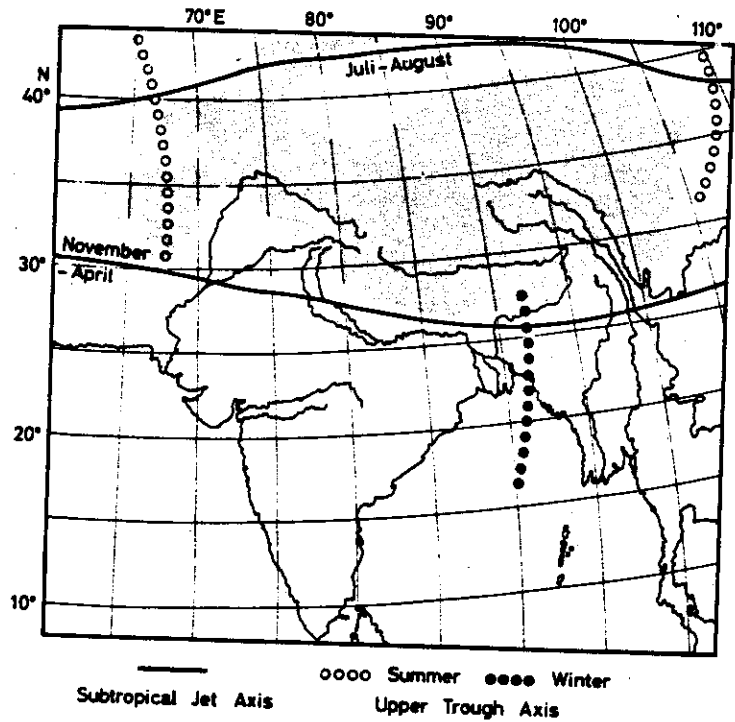 70°E 80° 90° 100° 110°
N
40°
Juli-August
November
30°
-April
20°
10°
oooo Summer ●●●● Winter
Subtropical Jet Axis Upper Trough Axis